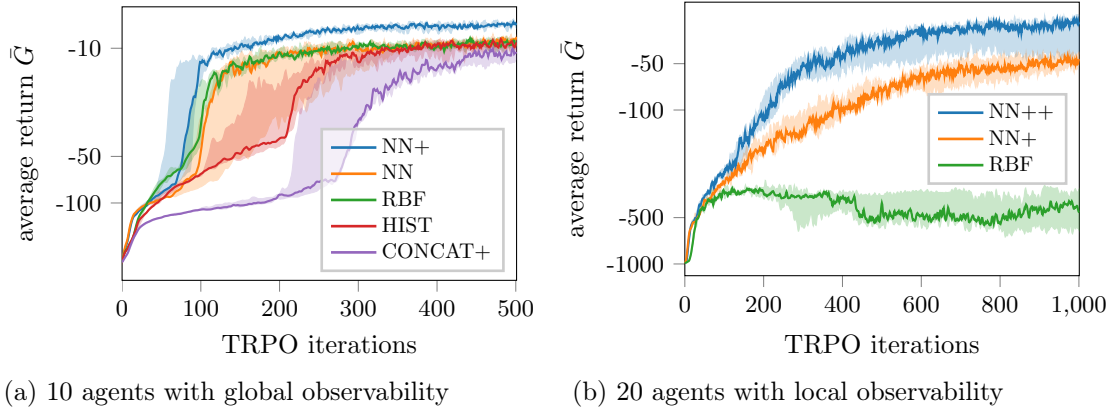 average return Ḡ
-10
-50
-100
NN+
NN
RBF
HIST
CONCAT+
0 100 200 300 400 500
TRPO iterations
(a) 10 agents with global observability
average return Ḡ
-50
-100
-500
-1000
NN++
NN+
RBF
0 200 400 600 800 1,000
TRPO iterations
(b) 20 agents with local observability